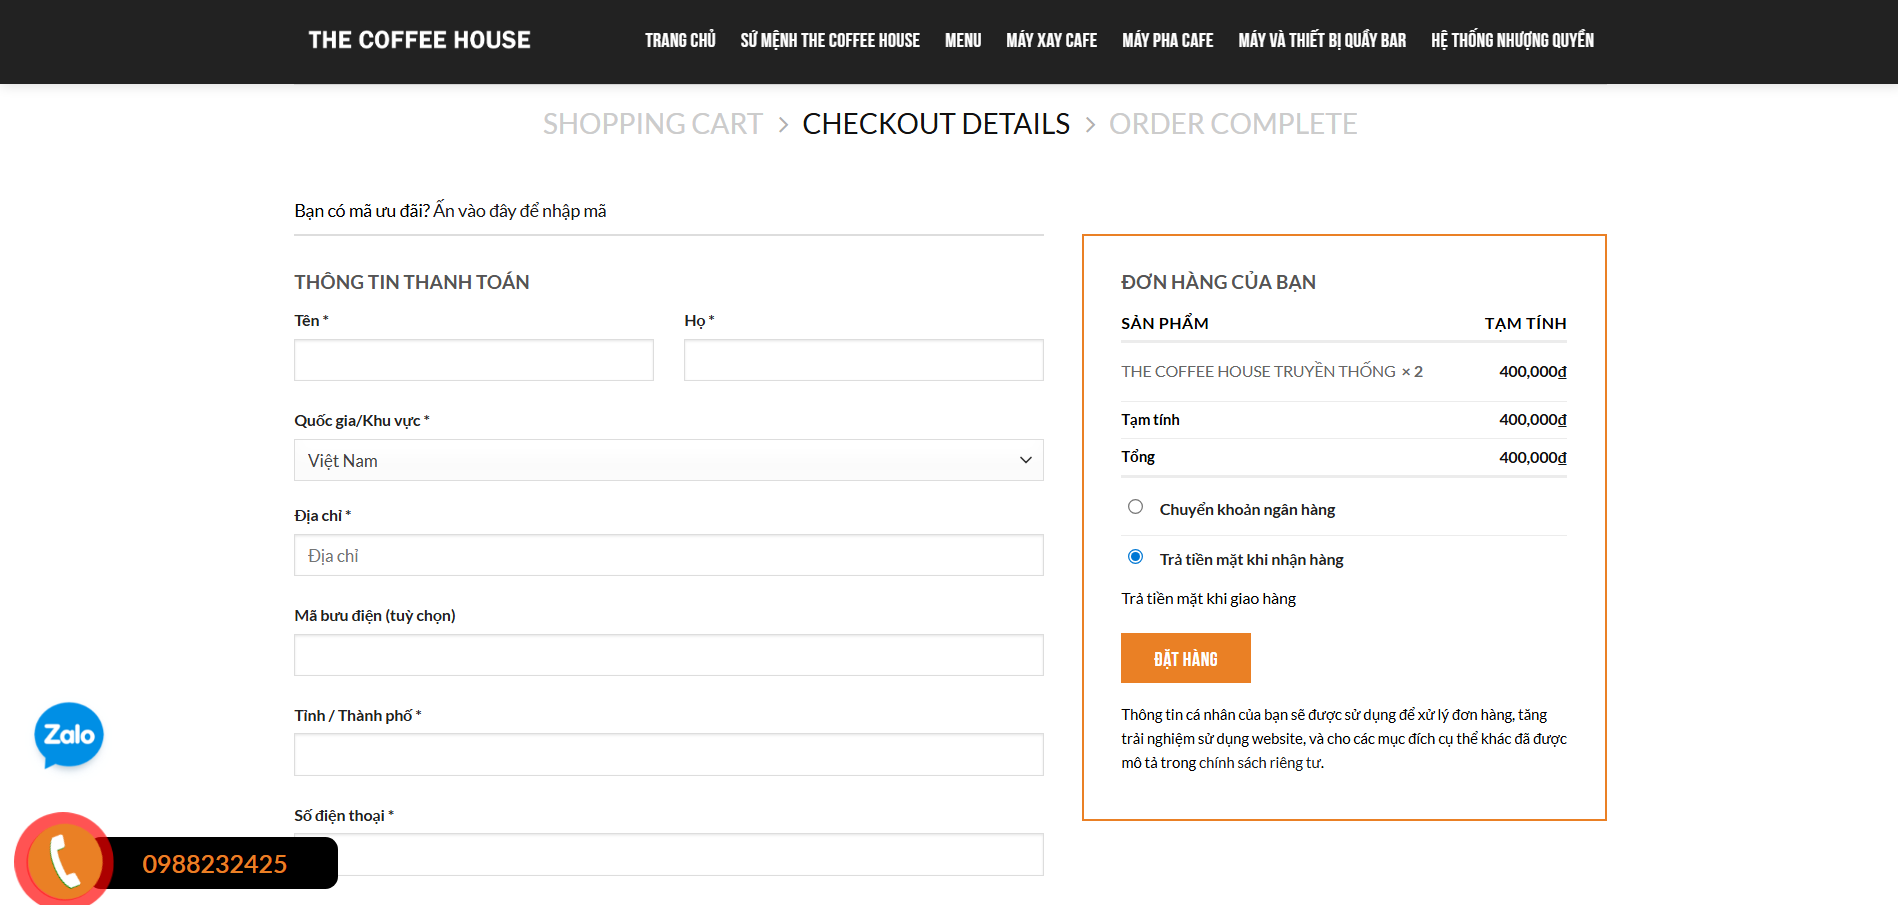 THE COFFEE HOUSE
TRANG CHỦ SỨ MỆNH THE COFFEE HOUSE MENU MÁY XAY CAFE MÁY PHA CAFE MÁY VÀ THIẾT BỊ QUẦY BAR HỆ THỐNG NHƯỢNG QUYỀN
SHOPPING CART > CHECKOUT DETAILS > ORDER COMPLETE
Bạn có mã ưu đãi? Ấn vào đây để nhập mã
THÔNG TIN THANH TOÁN
Tên *
Họ *
Quốc gia/Khu vực *
Việt Nam
Địa chỉ *
Địa chỉ
Mã bưu điện (tuỳ chọn)
Tỉnh / Thành phố *
Số điện thoại *
ĐƠN HÀNG CỦA BẠN
SẢN PHẨM TẠM TÍNH
THE COFFEE HOUSE TRUYỀN THỐNG × 2 400,000₫
Tạm tính 400,000₫
Tổng 400,000₫
Chuyển khoản ngân hàng
Trả tiền mặt khi nhận hàng
Trả tiền mặt khi giao hàng
ĐẶT HÀNG
Thông tin cá nhân của bạn sẽ được sử dụng để xử lý đơn hàng, tăng
trải nghiệm sử dụng website, và cho các mục đích cụ thể khác đã được
mô tả trong chính sách riêng tư.
Zalo
0988232425